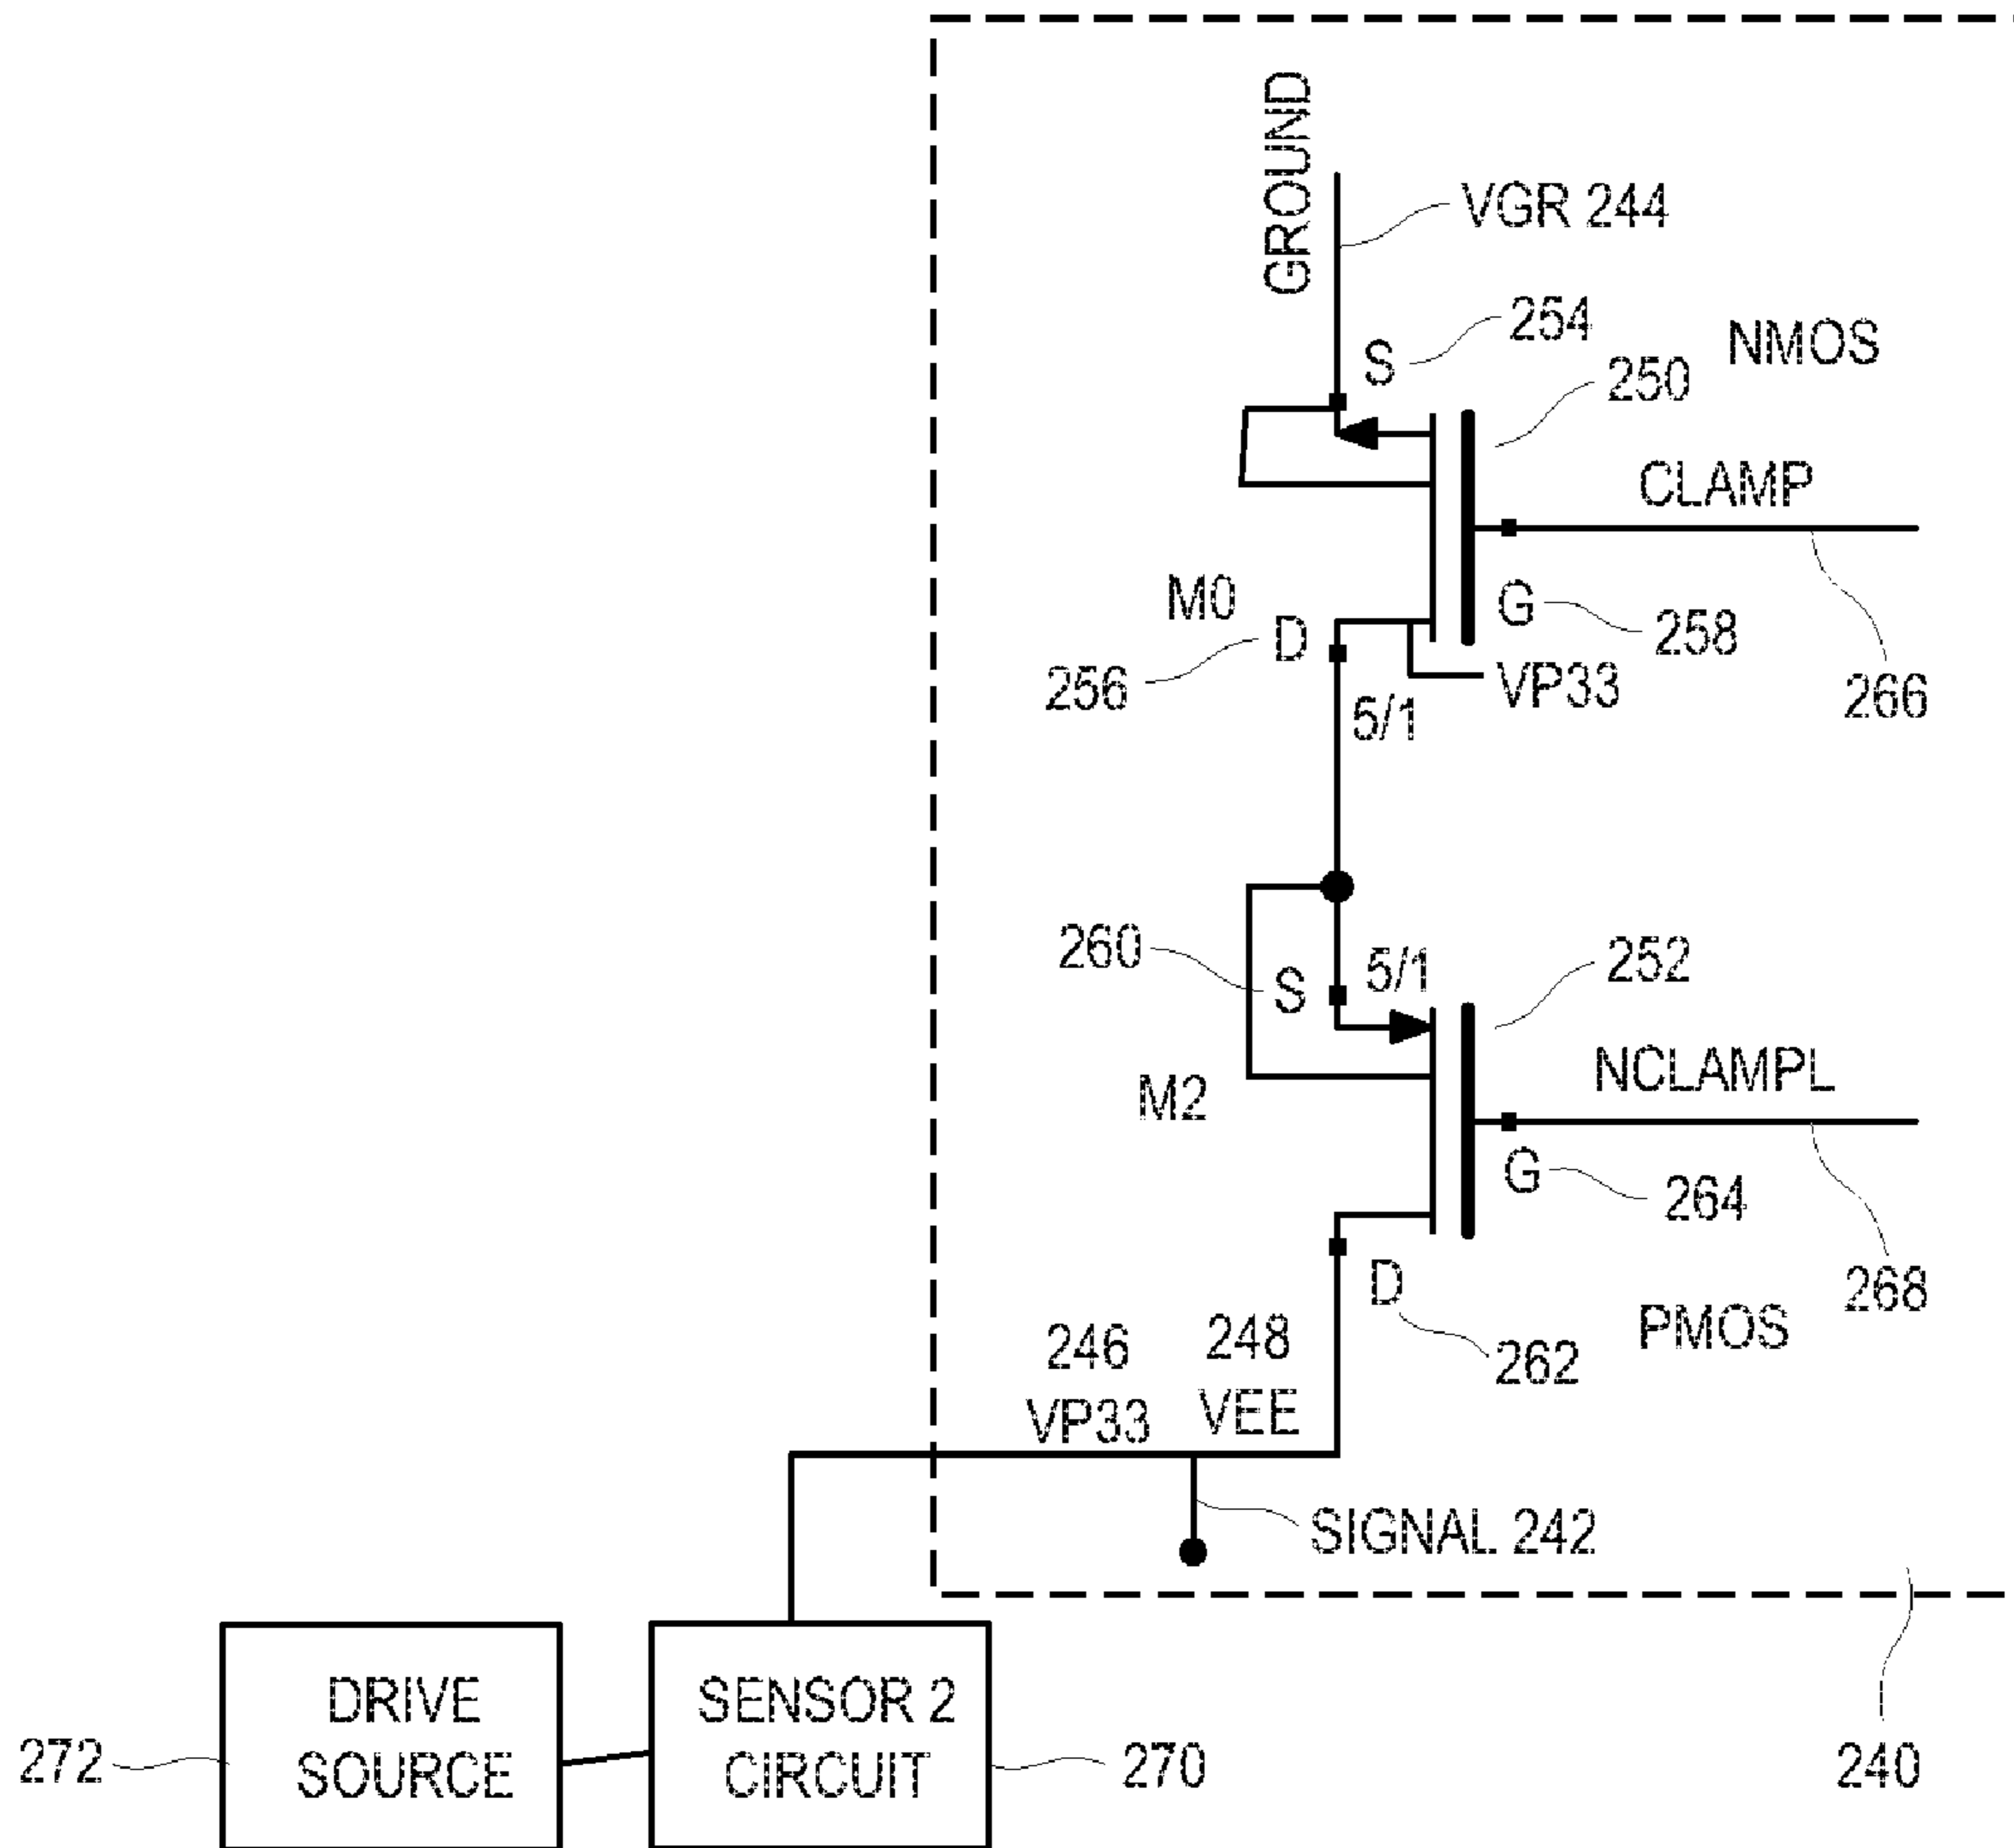 GROUND
VGR 244
S
254
NMOS
250
CLAMP
M0
D
G
258
256
VP33
266
5/1
260
S
5/1
252
M2
NCLAMPL
G
264
D
268
246
248
262
PMOS
VP33
VEE
SIGNAL 242
DRIVE
SOURCE
SENSOR 2
CIRCUIT
272
270
240